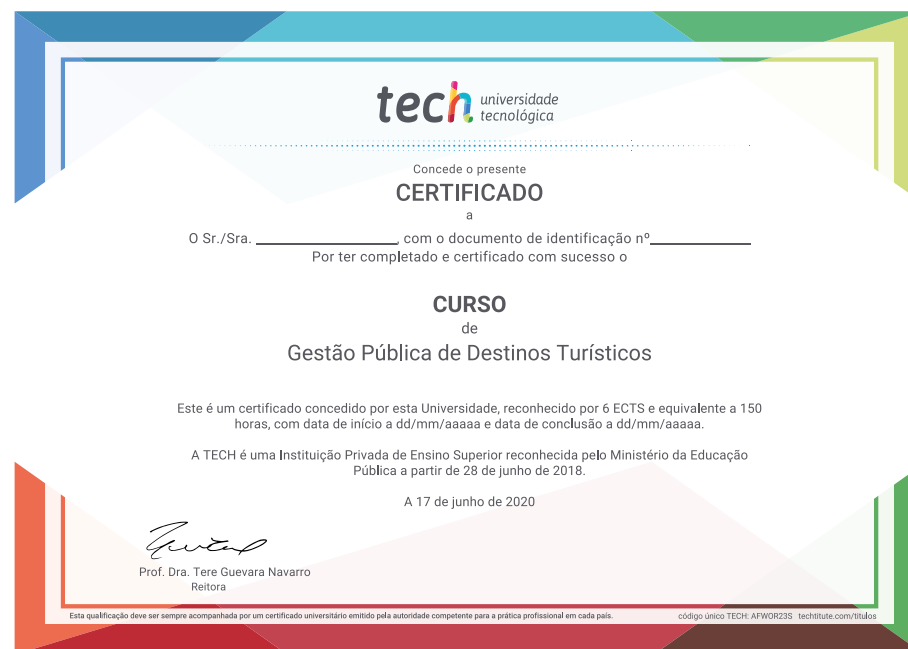 tech universidade
tecnológica
Concede o presente
CERTIFICADO
a
O Sr./Sra. ____________________, com o documento de identificação nº______________
Por ter completado e certificado com sucesso o
CURSO
de
Gestão Pública de Destinos Turísticos
Este é um certificado concedido por esta Universidade, reconhecido por 6 ECTS e equivalente a 150
horas, com data de início a dd/mm/aaaaa e data de conclusão a dd/mm/aaaaa.
A TECH é uma Instituição Privada de Ensino Superior reconhecida pelo Ministério da Educação
Pública a partir de 28 de junho de 2018.
A 17 de junho de 2020
Prof. Dra. Tere Guevara Navarro
Reitora
Esta qualificação deve ser sempre acompanhada por um certificado universitário emitido pela autoridade competente para a prática profissional em cada país. código único TECH: AFWOR23S techtitute.com/titulos